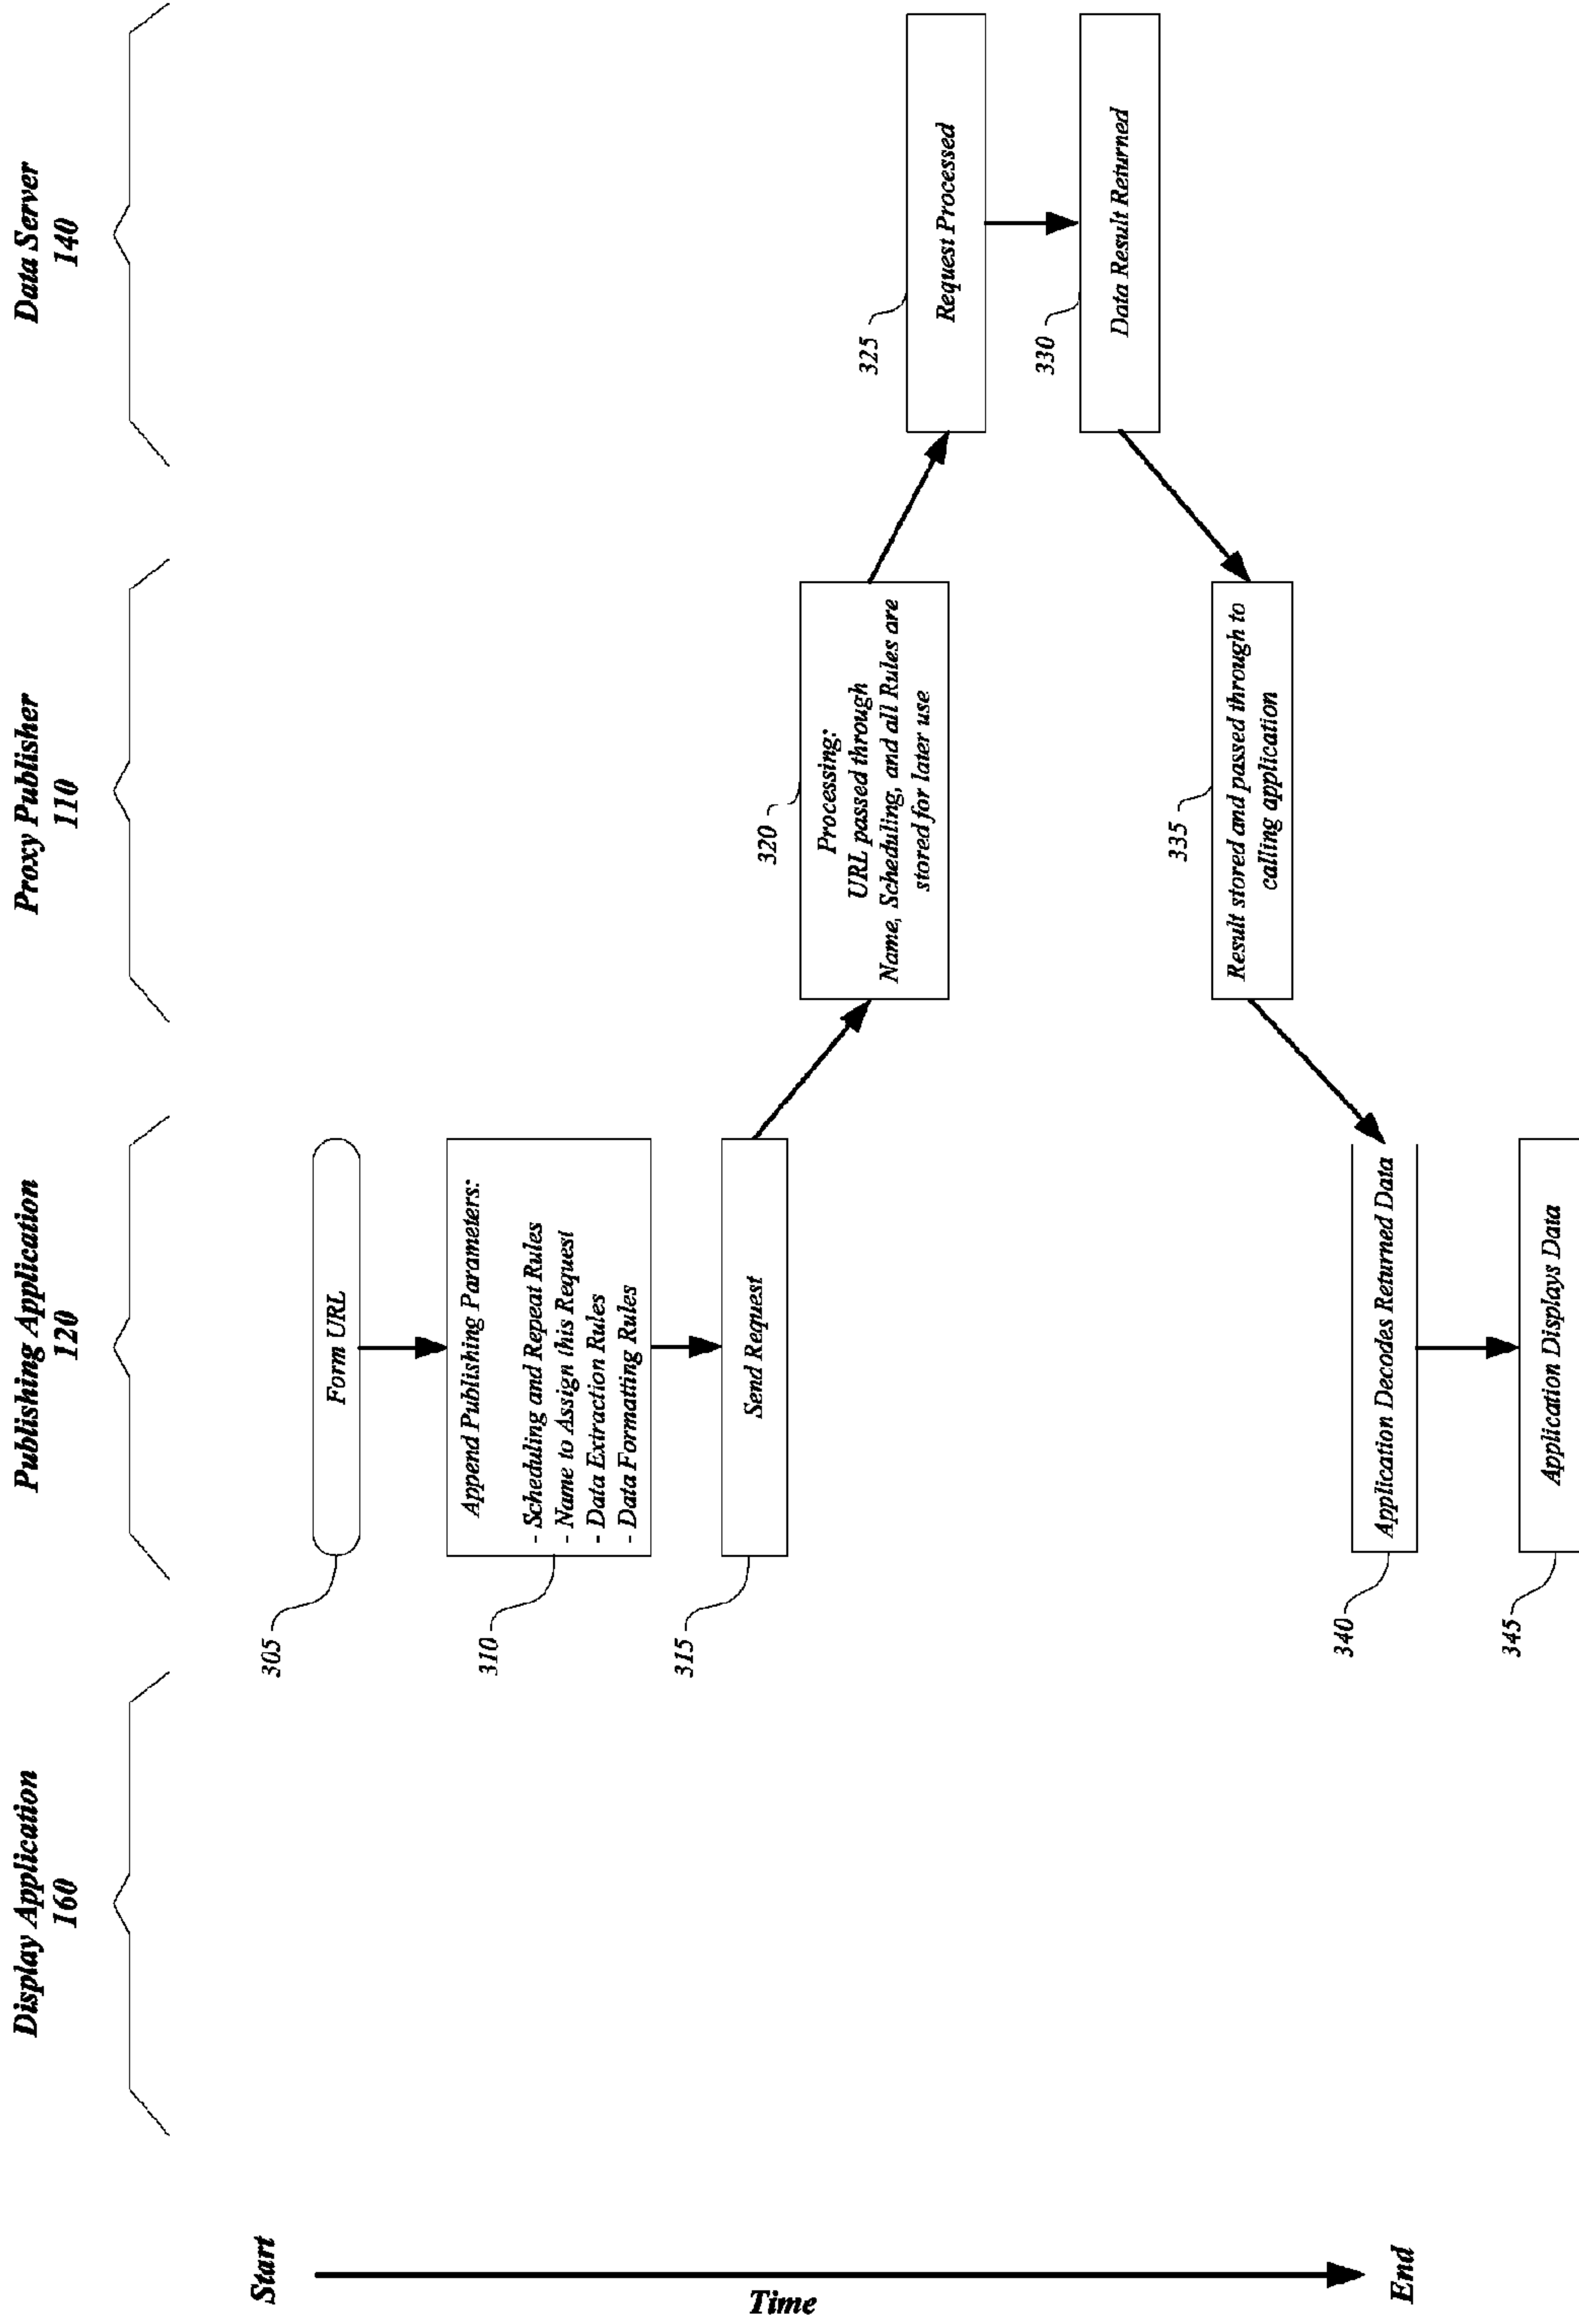 Display Application
160
Publishing Application
120
Proxy Publisher
110
Data Server
140
Start
Time
End
305
Form URL
310
Append Publishing Parameters:
- Scheduling and Repeat Rules
- Name to Assign this Request
- Data Extraction Rules
- Data Formatting Rules
315
Send Request
320
Processing:
URL passed through
Name, Scheduling, and all Rules are
stored for later use
325
Request Processed
330
Data Result Returned
335
Result stored and passed through to
calling application
340
Application Decodes Returned Data
345
Application Displays Data